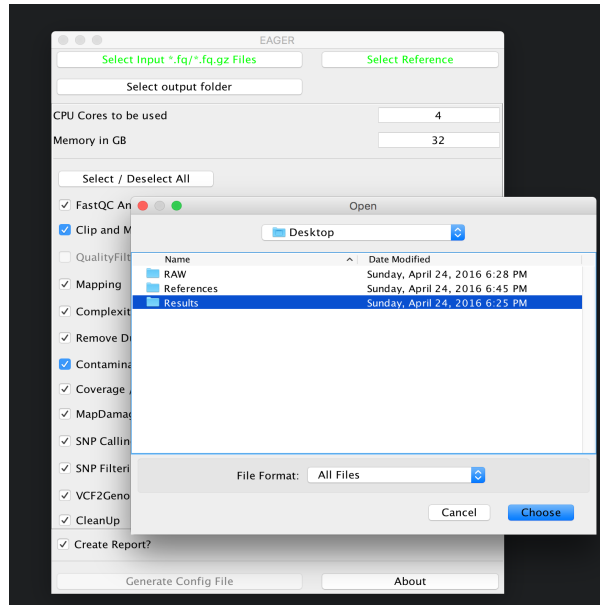 EAGER
Select Input *.fq/*.fq.gz Files
Select Reference
Select output folder
CPU Cores to be used
4
Memory in GB
32
Select / Deselect All
FastQC An
Clip and M
QualityFilt
Mapping
Complexit
Remove Du
Contamina
Coverage /
MapDamag
SNP Callin
SNP Filteri
VCF2Geno
CleanUp
Create Report?
Generate Config File
About
Open
Desktop
Name
Date Modified
RAW
Sunday, April 24, 2016 6:28 PM
References
Sunday, April 24, 2016 6:45 PM
Results
Sunday, April 24, 2016 6:25 PM
File Format:
All Files
Cancel
Choose